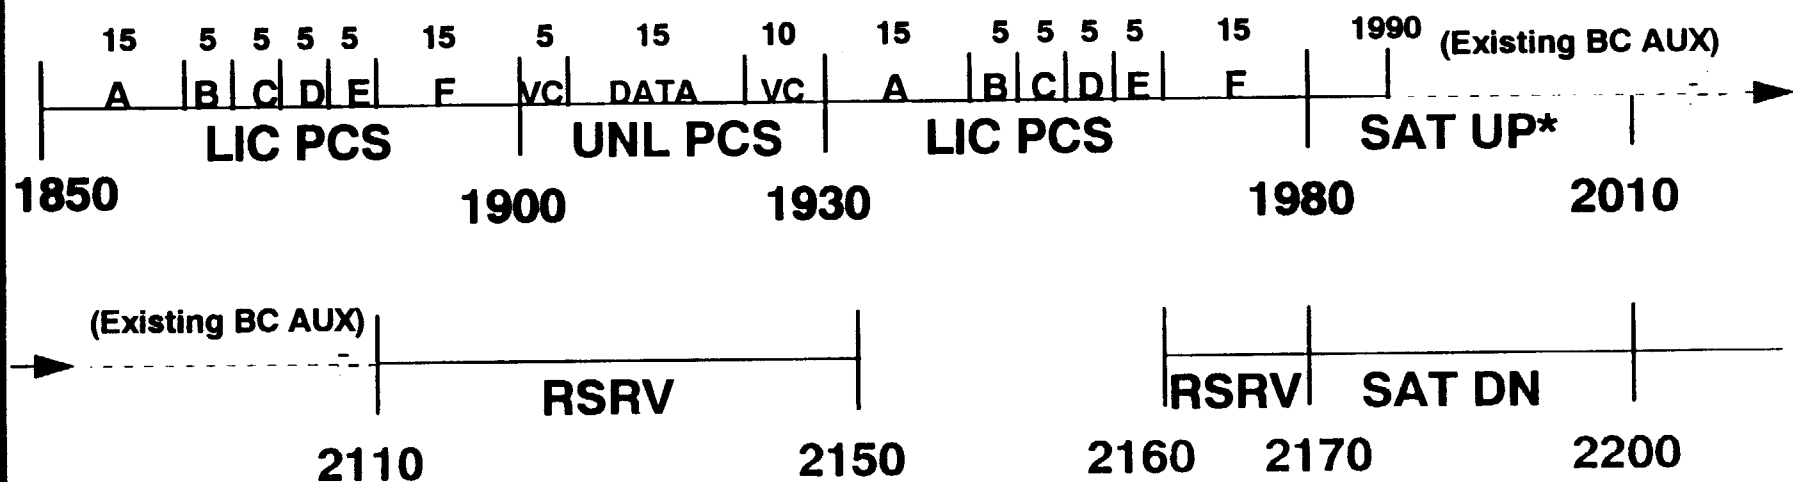 15 5 5 5 5 15 5 15 10 15 5 5 5 5 15 1990 (Existing BC AUX)
A B C D E F VC DATA VC A B C D E F
LIC PCS UNL PCS LIC PCS SAT UP*
1850 1900 1930 1980 2010
(Existing BC AUX)
RSRV RSRV SAT DN
2110 2150 2160 2170 2200